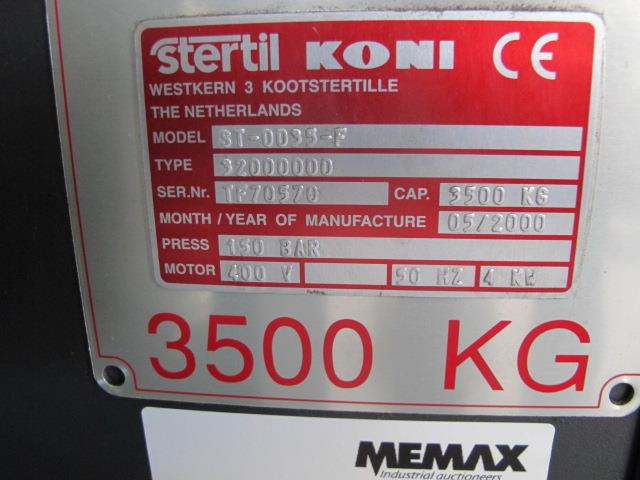 stertil KONI CE
WESTKERN 3 KOOTSTERTILLE
THE NETHERLANDS
MODEL ST-0035-F
TYPE 32000000
SER.Nr. TF70570 CAP. 3500 KG
MONTH / YEAR OF MANUFACTURE 05/2000
PRESS 150 BAR
MOTOR 400 V 50 HZ 4 KW
3500 KG
MEMAX
Industrial auctioneers